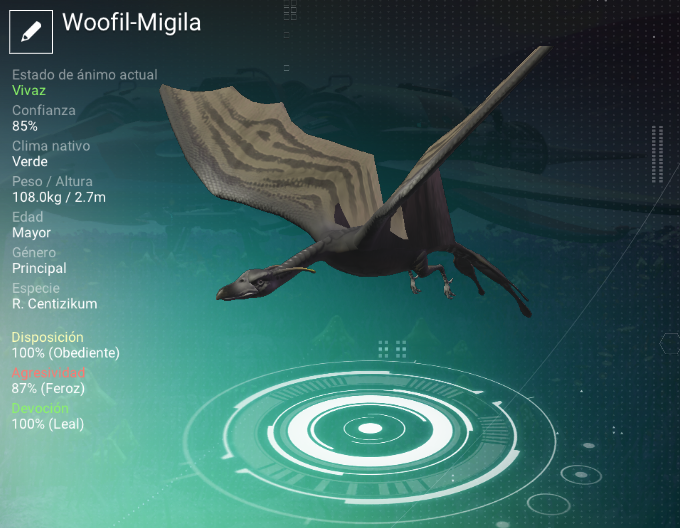 Woofil-Migila
Estado de ánimo actual
Vivaz
Confianza
85%
Clima nativo
Verde
Peso / Altura
108.0kg / 2.7m
Edad
Mayor
Género
Principal
Especie
R. Centizikum
Disposición
100% (Obediente)
Agresividad
87% (Feroz)
Devoción
100% (Leal)